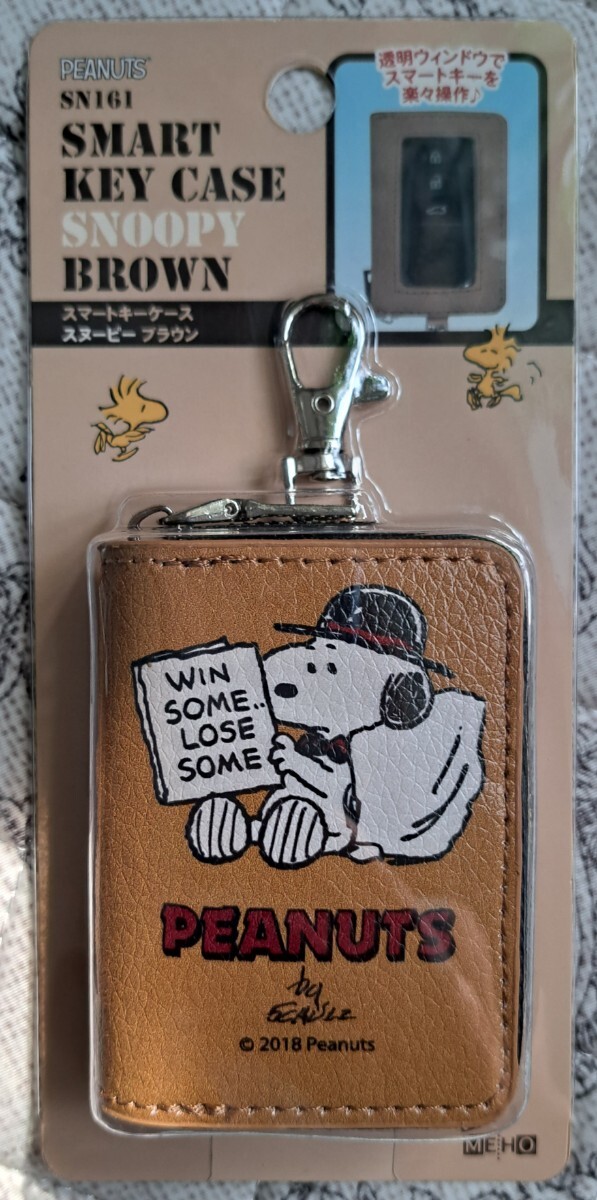 PEANUTS
SN161
SMART
KEY CASE
SNOOPY
BROWN
スマートキーケース
スヌーピー ブラウン
透明ウィンドウで
スマートキーを
楽々操作♪
WIN
SOME..
LOSE
SOME
PEANUTS
by
SCHULZ
© 2018 Peanuts
MEHO